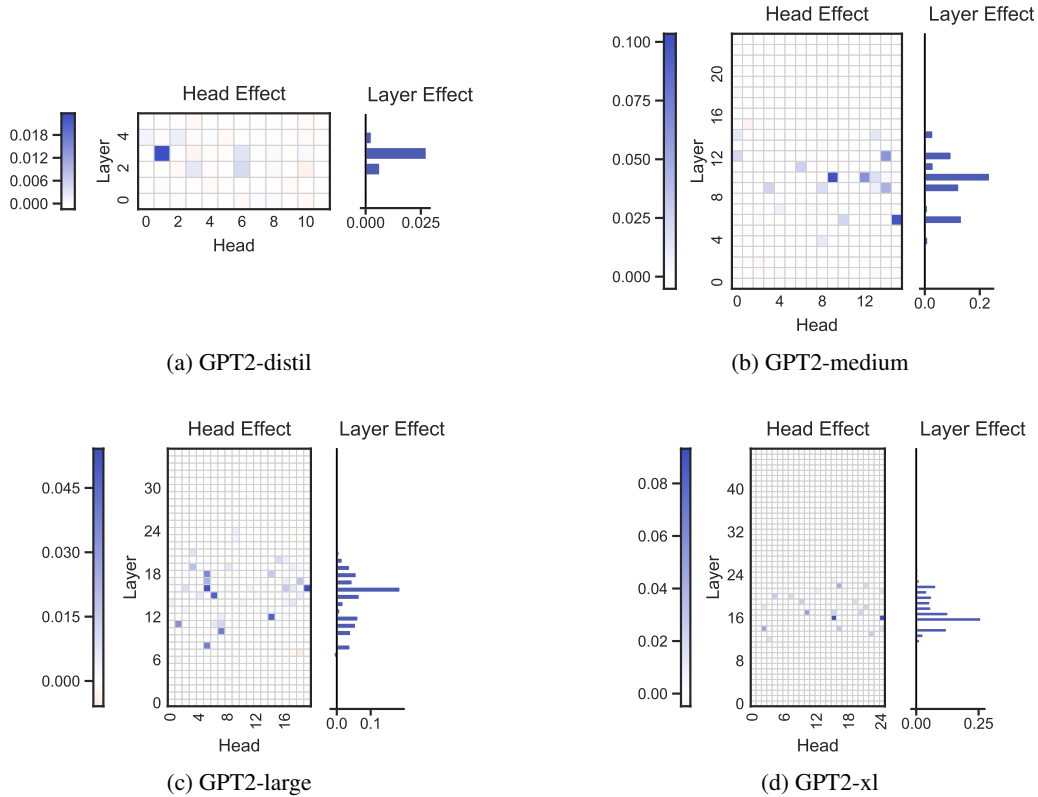 Head Effect
Layer Effect
0.018
0.012
0.006
0.000
Layer
4
2
0
0 2 4 6 8 10
Head
0.000 0.025
(a) GPT2-distil
Head Effect
Layer Effect
0.100
0.075
0.050
0.025
0.000
Layer
20
16
12
8
4
0
0 4 8 12
Head
0.0 0.2
(b) GPT2-medium
Head Effect
Layer Effect
0.045
0.030
0.015
0.000
Layer
30
24
18
12
6
0
0 4 8 12 16
Head
0.0 0.1
(c) GPT2-large
Head Effect
Layer Effect
0.08
0.06
0.04
0.02
0.00
Layer
40
32
24
16
8
0
0 6 12 18 24
Head
0.00 0.25
(d) GPT2-xl